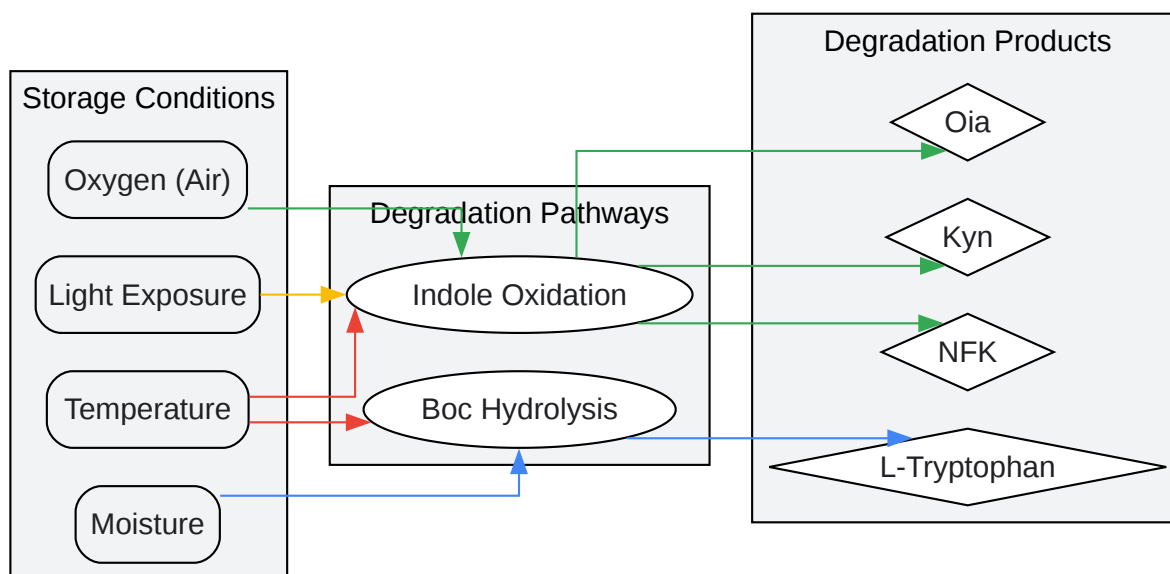 Storage Conditions
Oxygen (Air)
Light Exposure
Temperature
Moisture
Degradation Pathways
Indole Oxidation
Boc Hydrolysis
Degradation Products
Oia
Kyn
NFK
L-Tryptophan